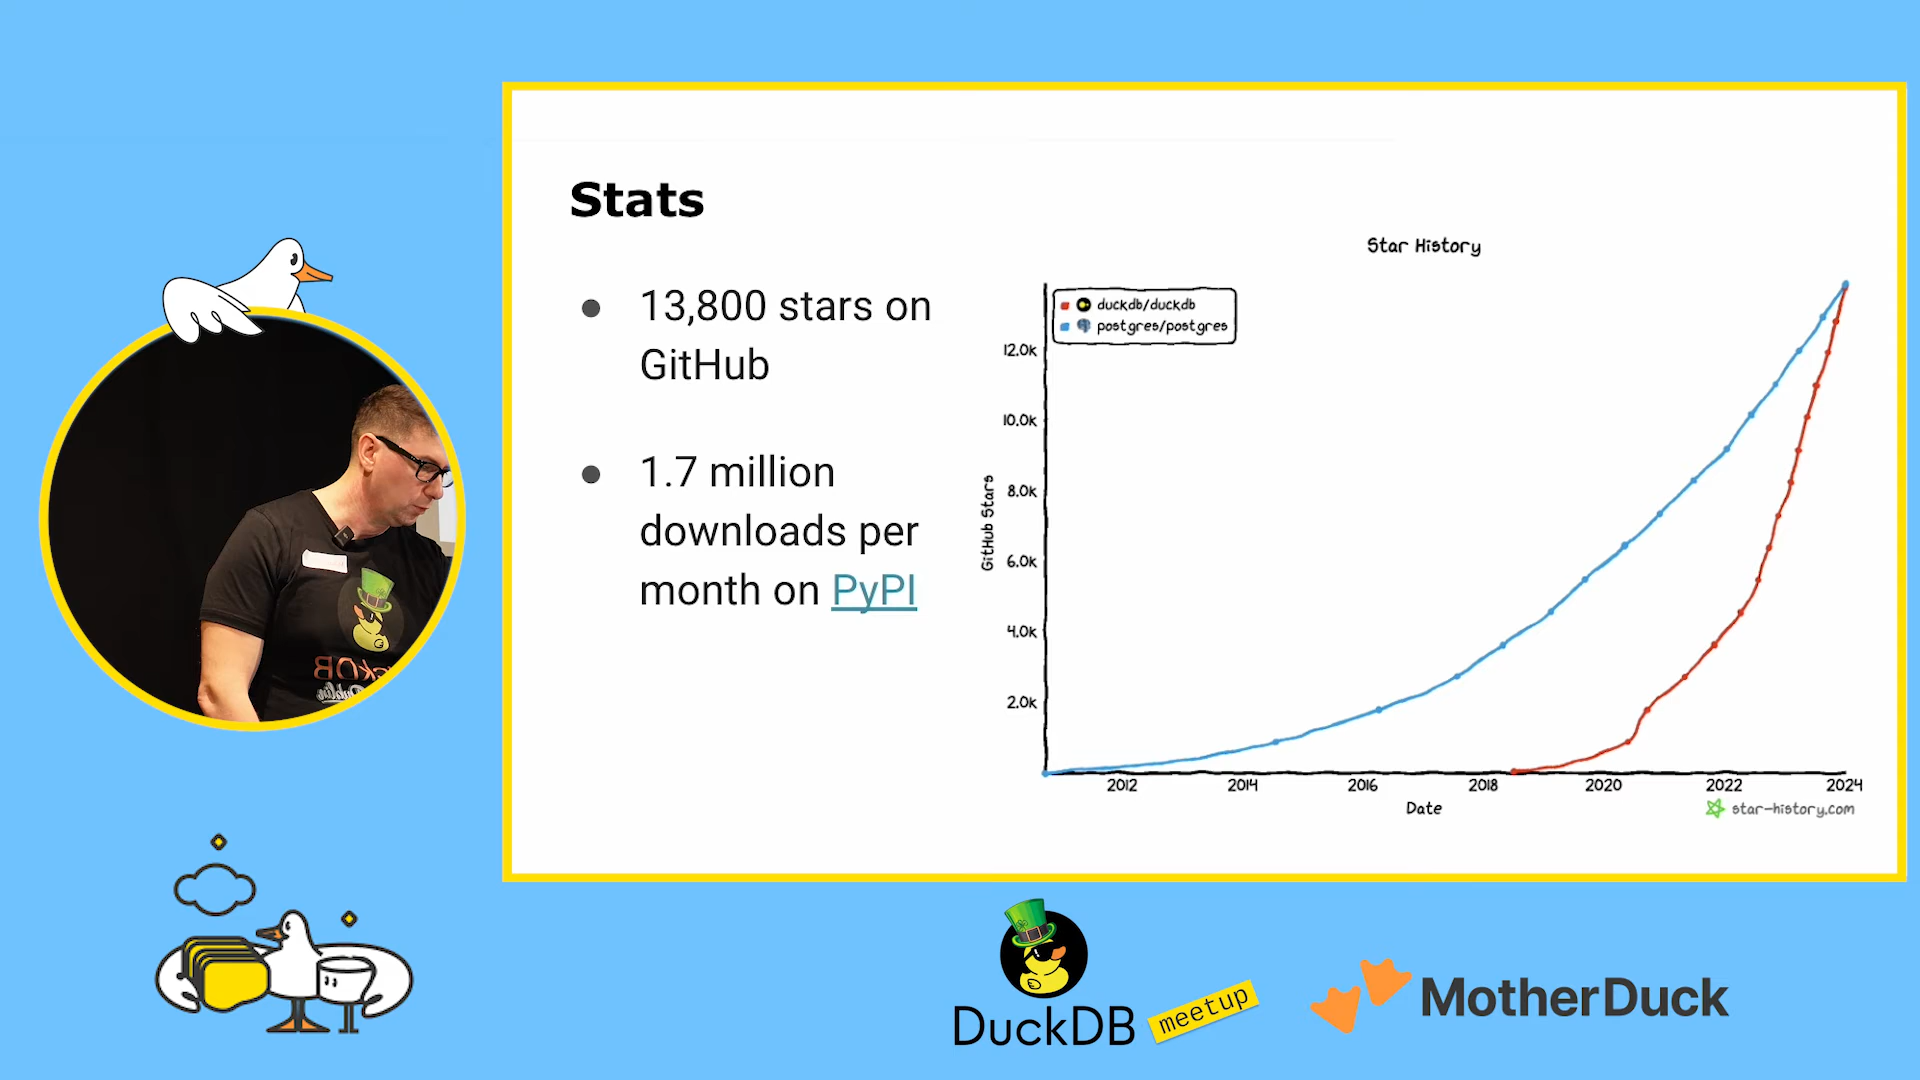 Stats
13,800 stars on
GitHub
1.7 million
downloads per
month on PyPI
Star History
duckdb/duckdb
postgres/postgres
12.0k
10.0k
8.0k
6.0k
4.0k
2.0k
GitHub Stars
2012 2014 2016 2018 2020 2022 2024
Date
star-history.com
DuckDB
meetup
MotherDuck